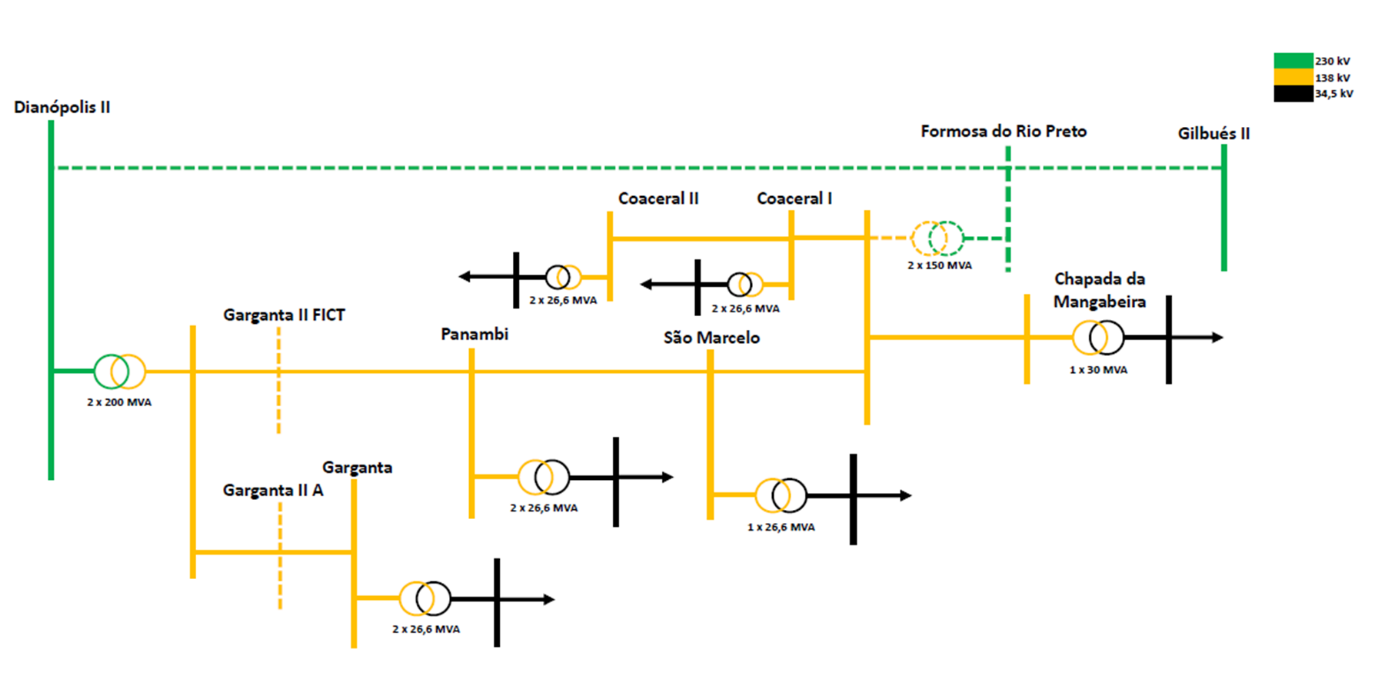 230 kV
138 kV
34,5 kV
Dianópolis II
Formosa do Rio Preto
Gilbués II
Coaceral II
Coaceral I
2 x 150 MVA
2 x 26,6 MVA
2 x 26,6 MVA
Chapada da
Mangabeira
Garganta II FICT
Panambi
São Marcelo
1 x 30 MVA
2 x 200 MVA
Garganta
Garganta II A
2 x 26,6 MVA
1 x 26,6 MVA
2 x 26,6 MVA